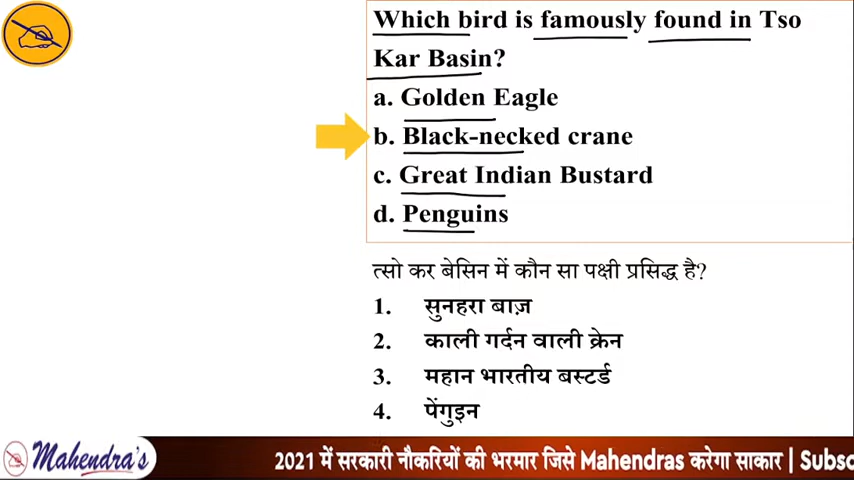 Which bird is famously found in Tso
Kar Basin?
a. Golden Eagle
b. Black-necked crane
c. Great Indian Bustard
d. Penguins
त्सो कर बेसिन में कौन सा पक्षी प्रसिद्ध है?
1. सुनहरा बाज़
2. काली गर्दन वाली क्रेन
3. महान भारतीय बस्टर्ड
4. पेंगुइन
Mahendra's
2021 में सरकारी नौकरियों की भरमार जिसे Mahendras करेगा साकार | Subsc